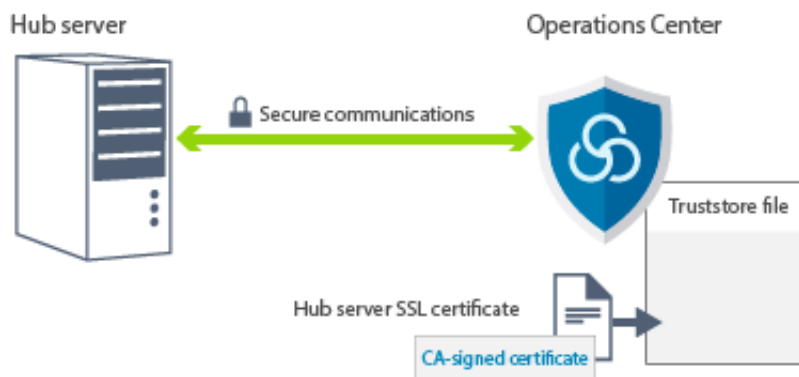 Hub server
Operations Center
Secure communications
Truststore file
Hub server SSL certificate
CA-signed certificate